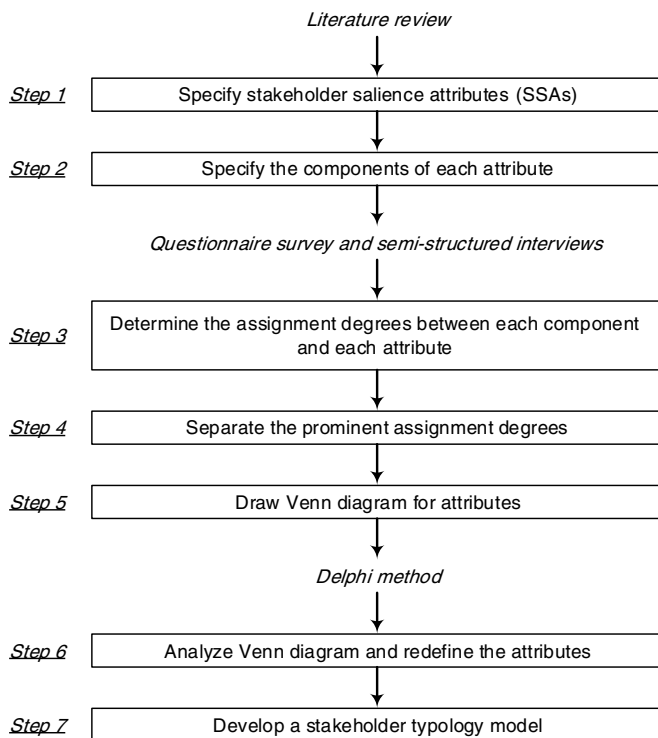 Literature review
Step 1
Specify stakeholder salience attributes (SSAs)
Step 2
Specify the components of each attribute
Questionnaire survey and semi-structured interviews
Step 3
Determine the assignment degrees between each component
and each attribute
Step 4
Separate the prominent assignment degrees
Step 5
Draw Venn diagram for attributes
Delphi method
Step 6
Analyze Venn diagram and redefine the attributes
Step 7
Develop a stakeholder typology model